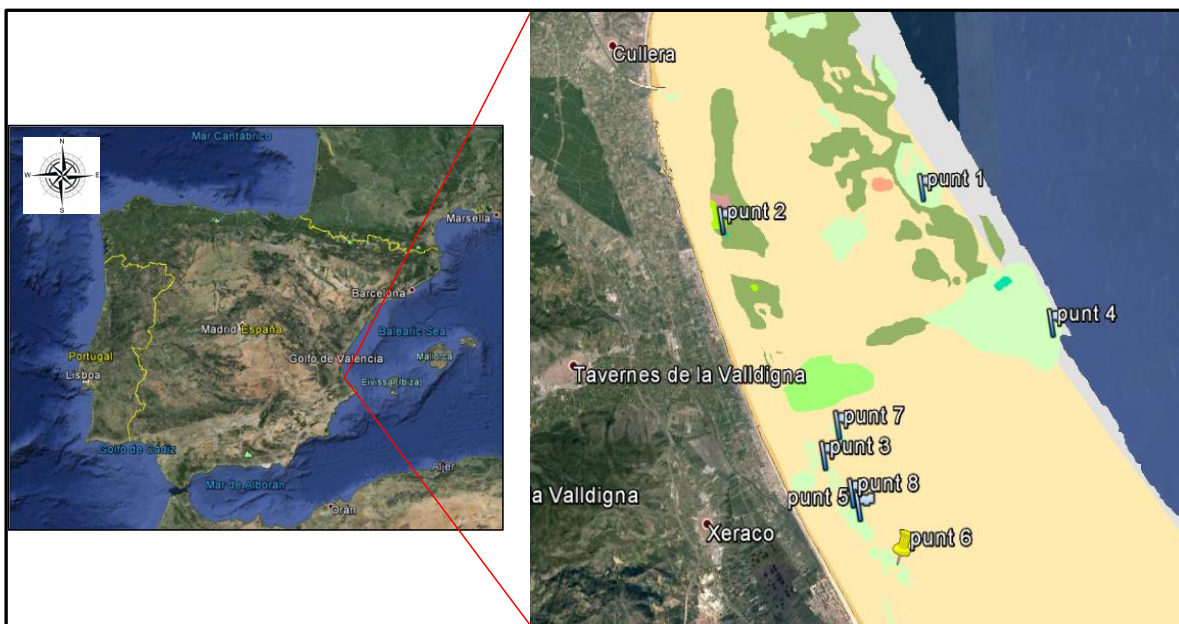 Mar Cantábrico
N
W
E
S
Marsella
Barcelona
Madrid
España
Balearic Sea
Portugal
Golfo de Valencia
Mallorca
Lisboa
Eivissa (Ibiza)
Golfo de Cádiz
Mar de Alborán
Aljer
Orán
Cullera
punt 1
punt 2
punt 4
Tavernes de la Valldigna
punt 7
punt 3
punt 8
punt 5
a Valldigna
Xeraco
punt 6